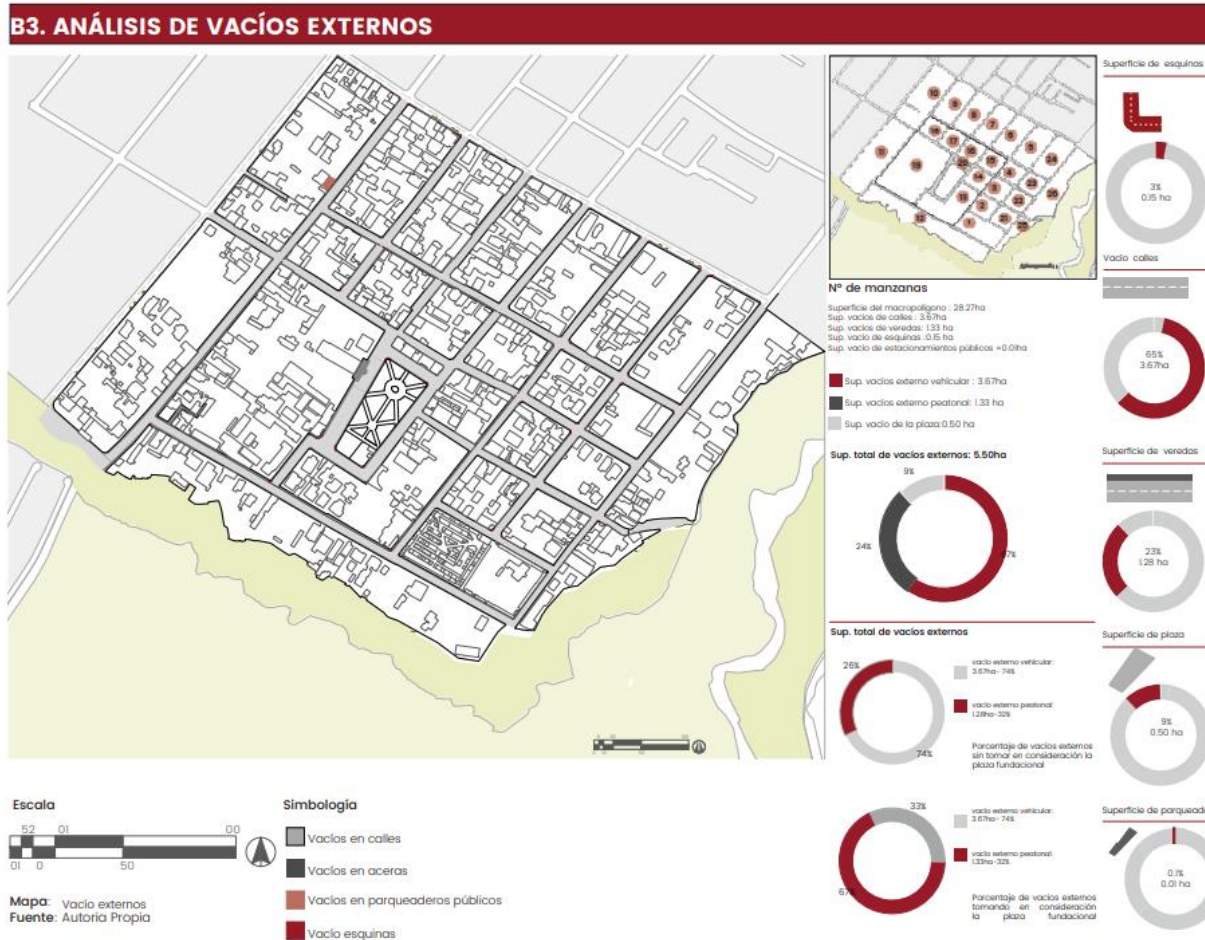 B3. ANÁLISIS DE VACÍOS EXTERNOS
Nº de manzanas
Superficie del macropolígono : 28.27ha
Sup. vacíos de calles : 3.67ha
Sup. vacíos de veredas: 1.33 ha
Sup. vacío de esquinas :0.15 ha
Sup. vacío de estacionamientos públicos =0.01ha
Sup. vacíos externo vehicular : 3.67ha
Sup. vacíos externo peatonal: 1.33 ha
Sup. vacío de la plaza:0.50 ha
Sup. total de vacíos externos: 5.50ha
9%
24%
67%
Sup. total de vacíos externos
26%
74%
vacío externo vehicular:
3.67ha- 74%
vacío externo peatonal:
1.28ha-32%
Porcentaje de vacíos externos
sin tomar en consideración la
plaza fundacional
33%
67%
vacío externo vehicular:
3.67ha- 74%
vacío externo peatonal:
1.33ha-32%
Porcentaje de vacíos externos
tomando en consideración
la plaza fundacional
Superficie de esquinas
3%
0.15 ha
Vacío calles
65%
3.67ha
Superficie de veredas
23%
1.28 ha
Superficie de plaza
9%
0.50 ha
Superficie de parquead
0.1%
0.01 ha
Escala
52 01 00
01 0 50
Mapa: Vacío externos
Fuente: Autoria Propia
Simbología
Vacíos en calles
Vacíos en aceras
Vacíos en parqueaderos públicos
Vacío esquinas